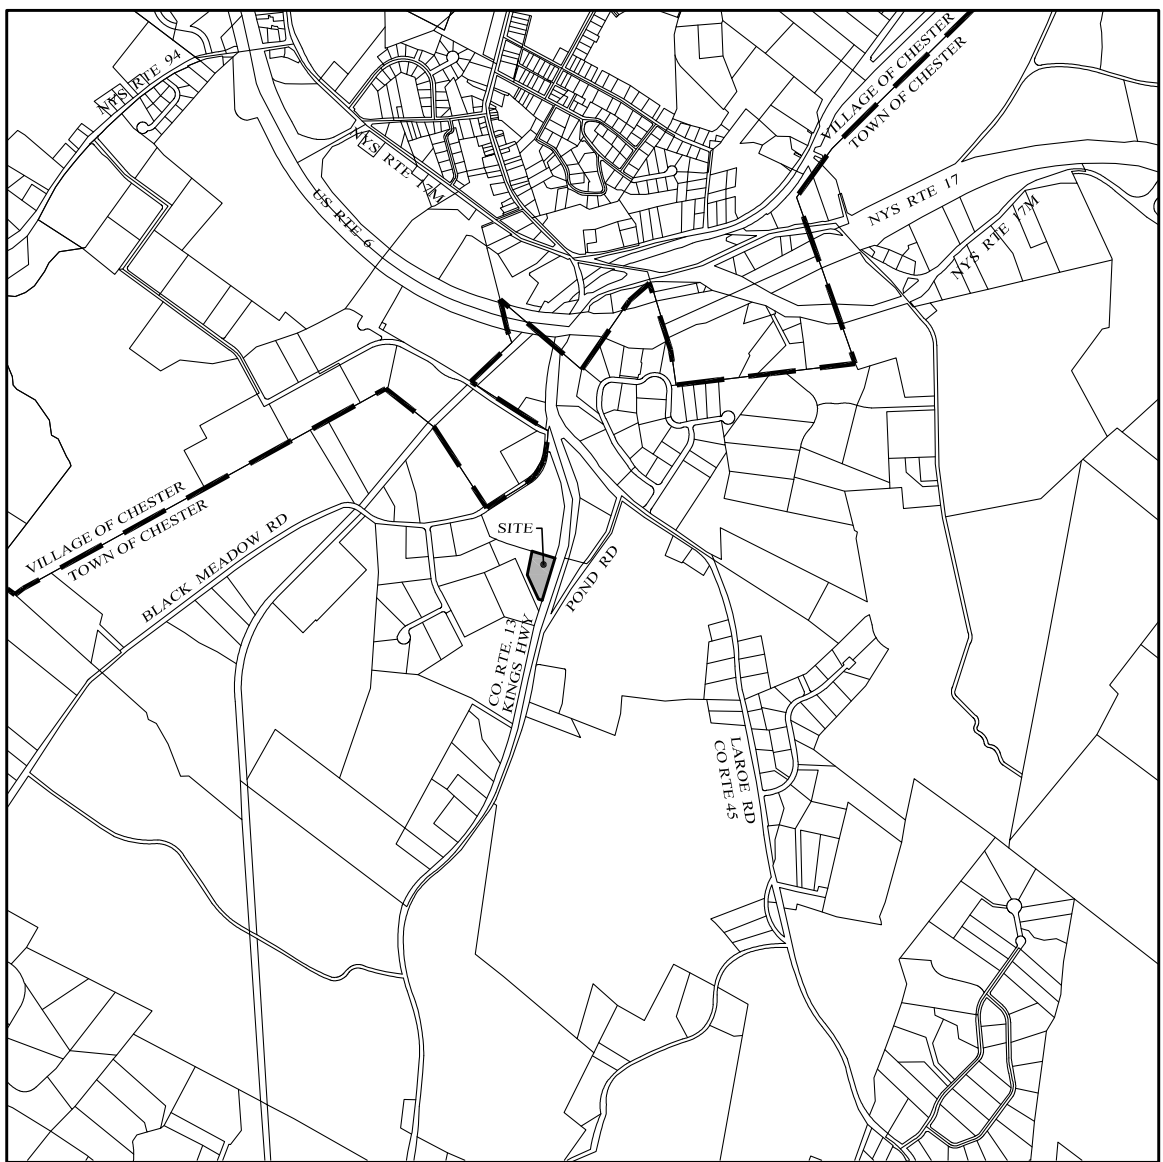 NYS RTE 94
VILLAGE OF CHESTER
TOWN OF CHESTER
NYS RTE 17M
US RTE 6
NYS RTE 17
NYS RTE 17M
VILLAGE OF CHESTER
TOWN OF CHESTER
BLACK MEADOW RD
SITE
POND RD
CO. RTE. 13
KINGS HWY
LAROE RD
CO RTE 45